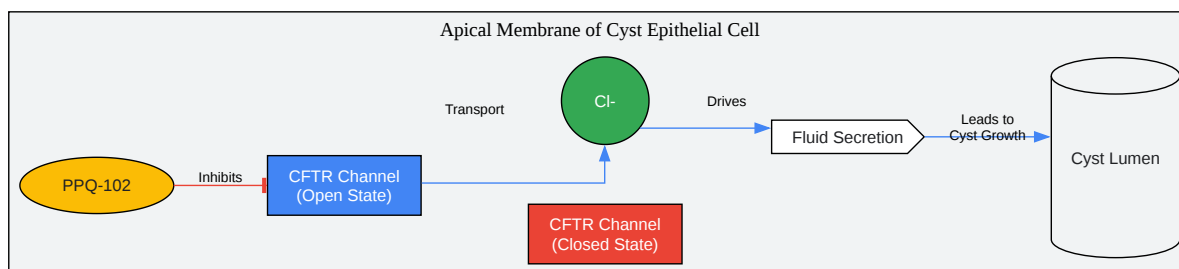 Apical Membrane of Cyst Epithelial Cell
PPQ-102
Inhibits
CFTR Channel
(Open State)
Transport
Cl-
Drives
Fluid Secretion
Leads to
Cyst Growth
Cyst Lumen
CFTR Channel
(Closed State)